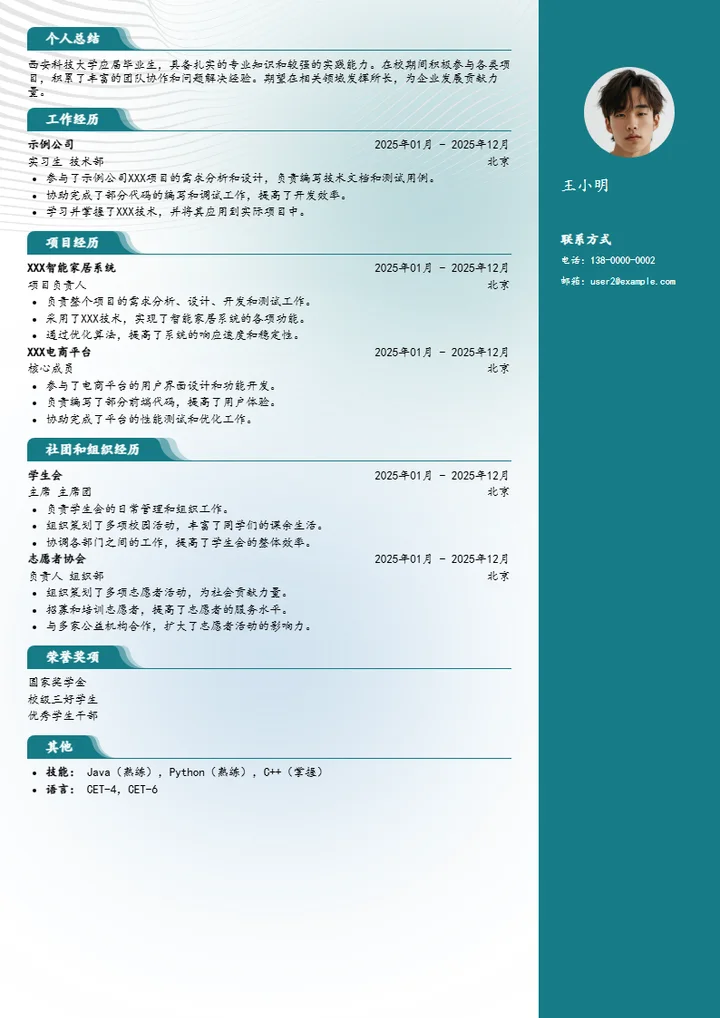 个人总结
西安科技大学应届毕业生，具备扎实的专业知识和较强的实践能力。在校期间积极参与各类项
目，积累了丰富的团队协作和问题解决经验。期望在相关领域发挥所长，为企业发展贡献力
量。
工作经历
示例公司 2025年01月 - 2025年12月
实习生 技术部 北京
• 参与了示例公司XXX项目的需求分析和设计，负责编写技术文档和测试用例。
• 协助完成了部分代码的编写和调试工作，提高了开发效率。
• 学习并掌握了XXX技术，并将其应用到实际项目中。
项目经历
XXX智能家居系统 2025年01月 - 2025年12月
项目负责人 北京
• 负责整个项目的需求分析、设计、开发和测试工作。
• 采用了XXX技术，实现了智能家居系统的各项功能。
• 通过优化算法，提高了系统的响应速度和稳定性。
XXX电商平台 2025年01月 - 2025年12月
核心成员 北京
• 参与了电商平台的用户界面设计和功能开发。
• 负责编写了部分前端代码，提高了用户体验。
• 协助完成了平台的性能测试和优化工作。
社团和组织经历
学生会 2025年01月 - 2025年12月
主席 主席团 北京
• 负责学生会的日常管理和组织工作。
• 组织策划了多项校园活动，丰富了同学们的课余生活。
• 协调各部门之间的工作，提高了学生会的整体效率。
志愿者协会 2025年01月 - 2025年12月
负责人 组织部 北京
• 组织策划了多项志愿者活动，为社会贡献力量。
• 招募和培训志愿者，提高了志愿者的服务水平。
• 与多家公益机构合作，扩大了志愿者活动的影响力。
荣誉奖项
国家奖学金
校级三好学生
优秀学生干部
其他
• 技能： Java（熟练），Python（熟练），C++（掌握）
• 语言： CET-4，CET-6
王小明
联系方式
电话：138-0000-0002
邮箱：user2@example.com